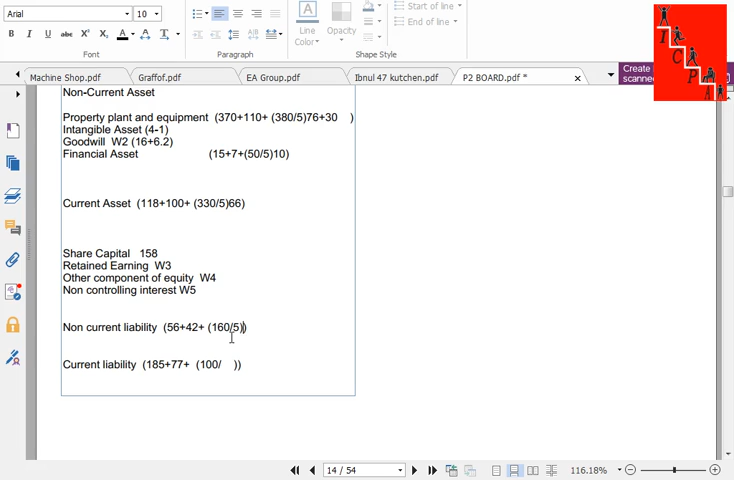 Arial 10
Start of line
End of line
B I U abc X² X₂ A T
Line Color
Opacity
Font Paragraph Shape Style
Create
scanne
I
C
P
A
Machine Shop.pdf Graffof.pdf EA Group.pdf Ibnul 47 kutchen.pdf P2 BOARD.pdf *
Non-Current Asset
Property plant and equipment (370+110+ (380/5)76+30 )
Intangible Asset (4-1)
Goodwill W2 (16+6.2)
Financial Asset (15+7+(50/5)10)
Current Asset (118+100+ (330/5)66)
Share Capital 158
Retained Earning W3
Other component of equity W4
Non controlling interest W5
Non current liability (56+42+ (160/5))
Current liability (185+77+ (100/ ))
14 / 54
116.18%